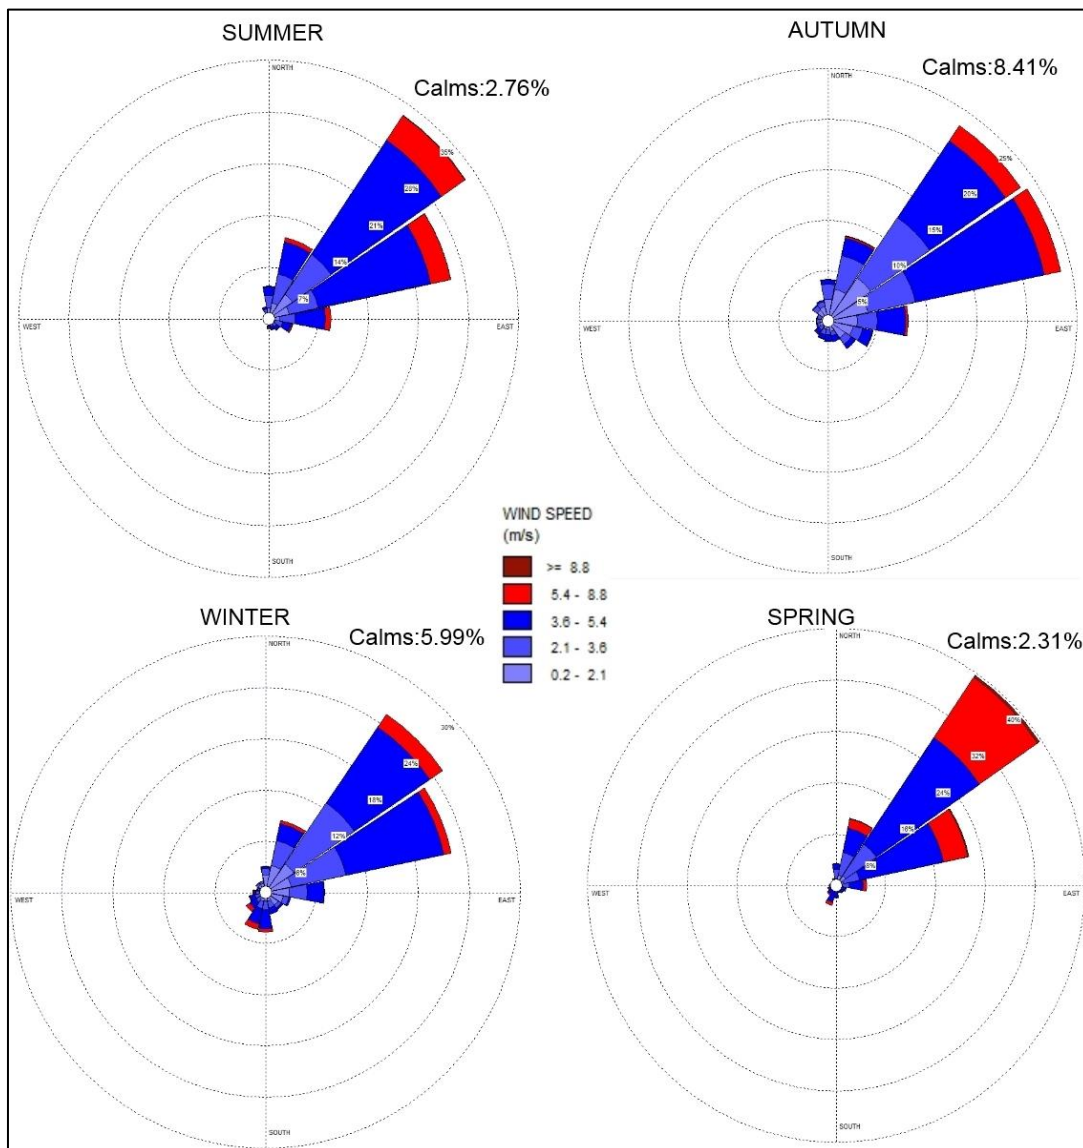 SUMMER
NORTH
Calms:2.76%
35%
28%
21%
14%
7%
WEST
EAST
SOUTH
AUTUMN
NORTH
Calms:8.41%
25%
20%
15%
10%
5%
WEST
EAST
SOUTH
WIND SPEED
(m/s)
>= 8.8
5.4 - 8.8
3.6 - 5.4
2.1 - 3.6
0.2 - 2.1
WINTER
NORTH
Calms:5.99%
30%
24%
18%
12%
6%
WEST
EAST
SOUTH
SPRING
NORTH
Calms:2.31%
40%
32%
24%
16%
8%
WEST
EAST
SOUTH